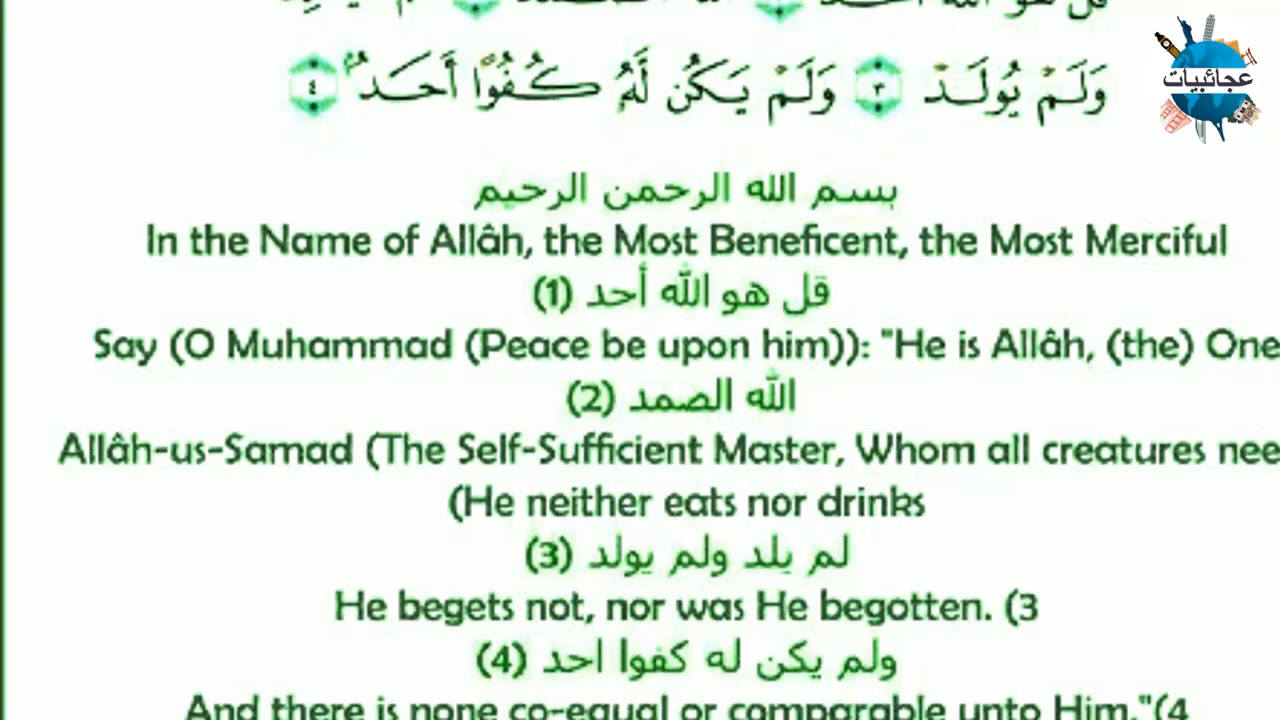 قل هو الله أحد
وَلَمْ يُولَدْ ٣ وَلَمْ يَكُن لَّهُ كُفُوًا أَحَدٌ ٤
عجائبيات
بسم الله الرحمن الرحيم
In the Name of Allâh, the Most Beneficent, the Most Merciful
قل هو الله أحد (1)
Say (O Muhammad (Peace be upon him)): "He is Allâh, (the) One
الله الصمد (2)
Allâh-us-Samad (The Self-Sufficient Master, Whom all creatures nee
(He neither eats nor drinks
لم يلد ولم يولد (3)
He begets not, nor was He begotten. (3
ولم يكن له كفوا احد (4)
And there is none co-equal or comparable unto Him."(4